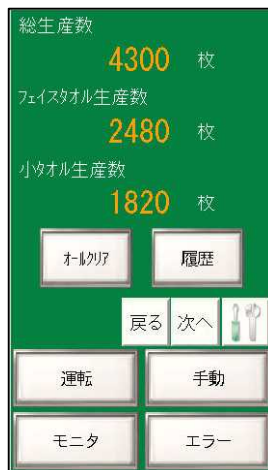 総生産数
4300 枚
フェイスタオル生産数
2480 枚
小タオル生産数
1820 枚
オールクリア 履歴
戻る 次へ
運転 手動
モニタ エラー